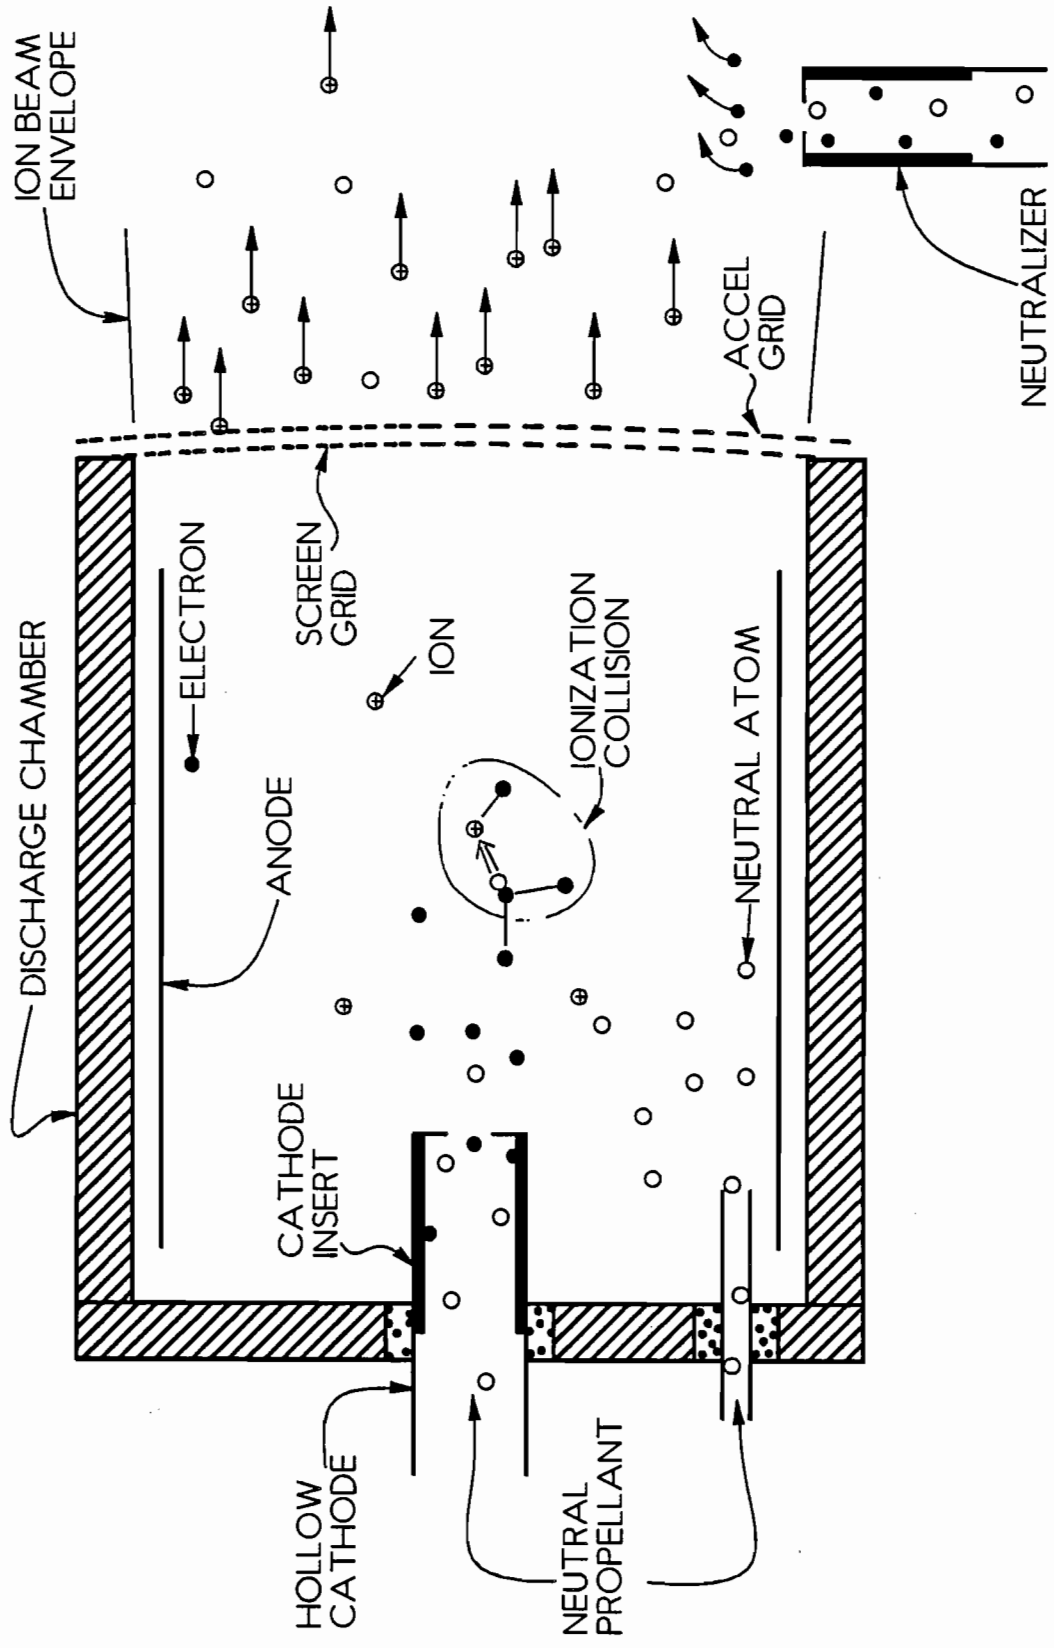 ION BEAM
ENVELOPE
DISCHARGE CHAMBER
ELECTRON
ANODE
SCREEN
GRID
ION
CATHODE
INSERT
HOLLOW
CATHODE
IONIZATION
COLLISION
NEUTRAL
PROPELLANT
NEUTRAL ATOM
ACCEL
GRID
NEUTRALIZER